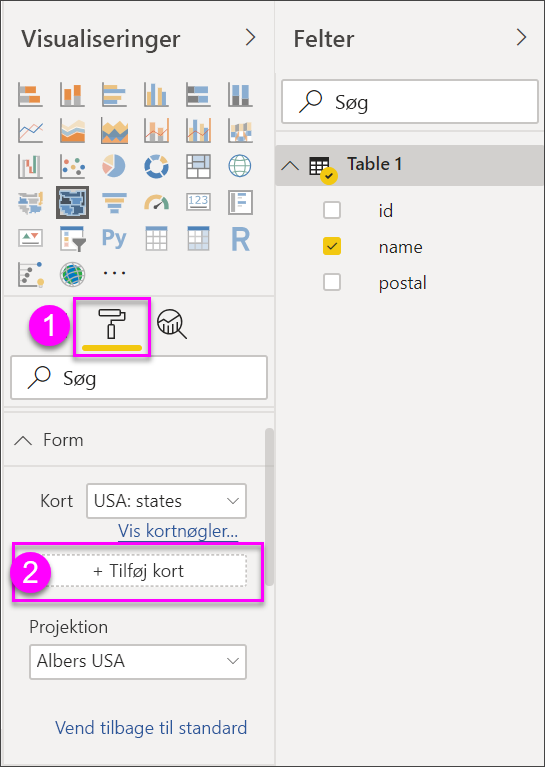 Visualiseringer
123
Py
R
...
1
Søg
Form
Kort
USA: states
Vis kortnøgler...
2
+ Tilføj kort
Projektion
Albers USA
Vend tilbage til standard
Felter
Søg
Table 1
id
name
postal